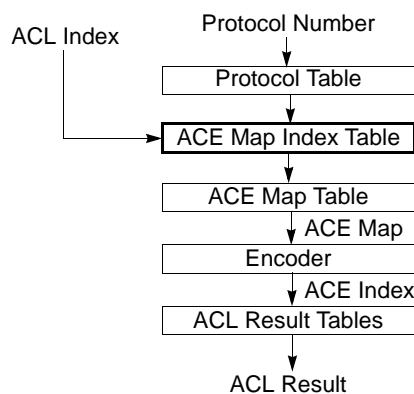 Protocol Number
ACL Index
Protocol Table
ACE Map Index Table
ACE Map Table
ACE Map
Encoder
ACE Index
ACL Result Tables
ACL Result